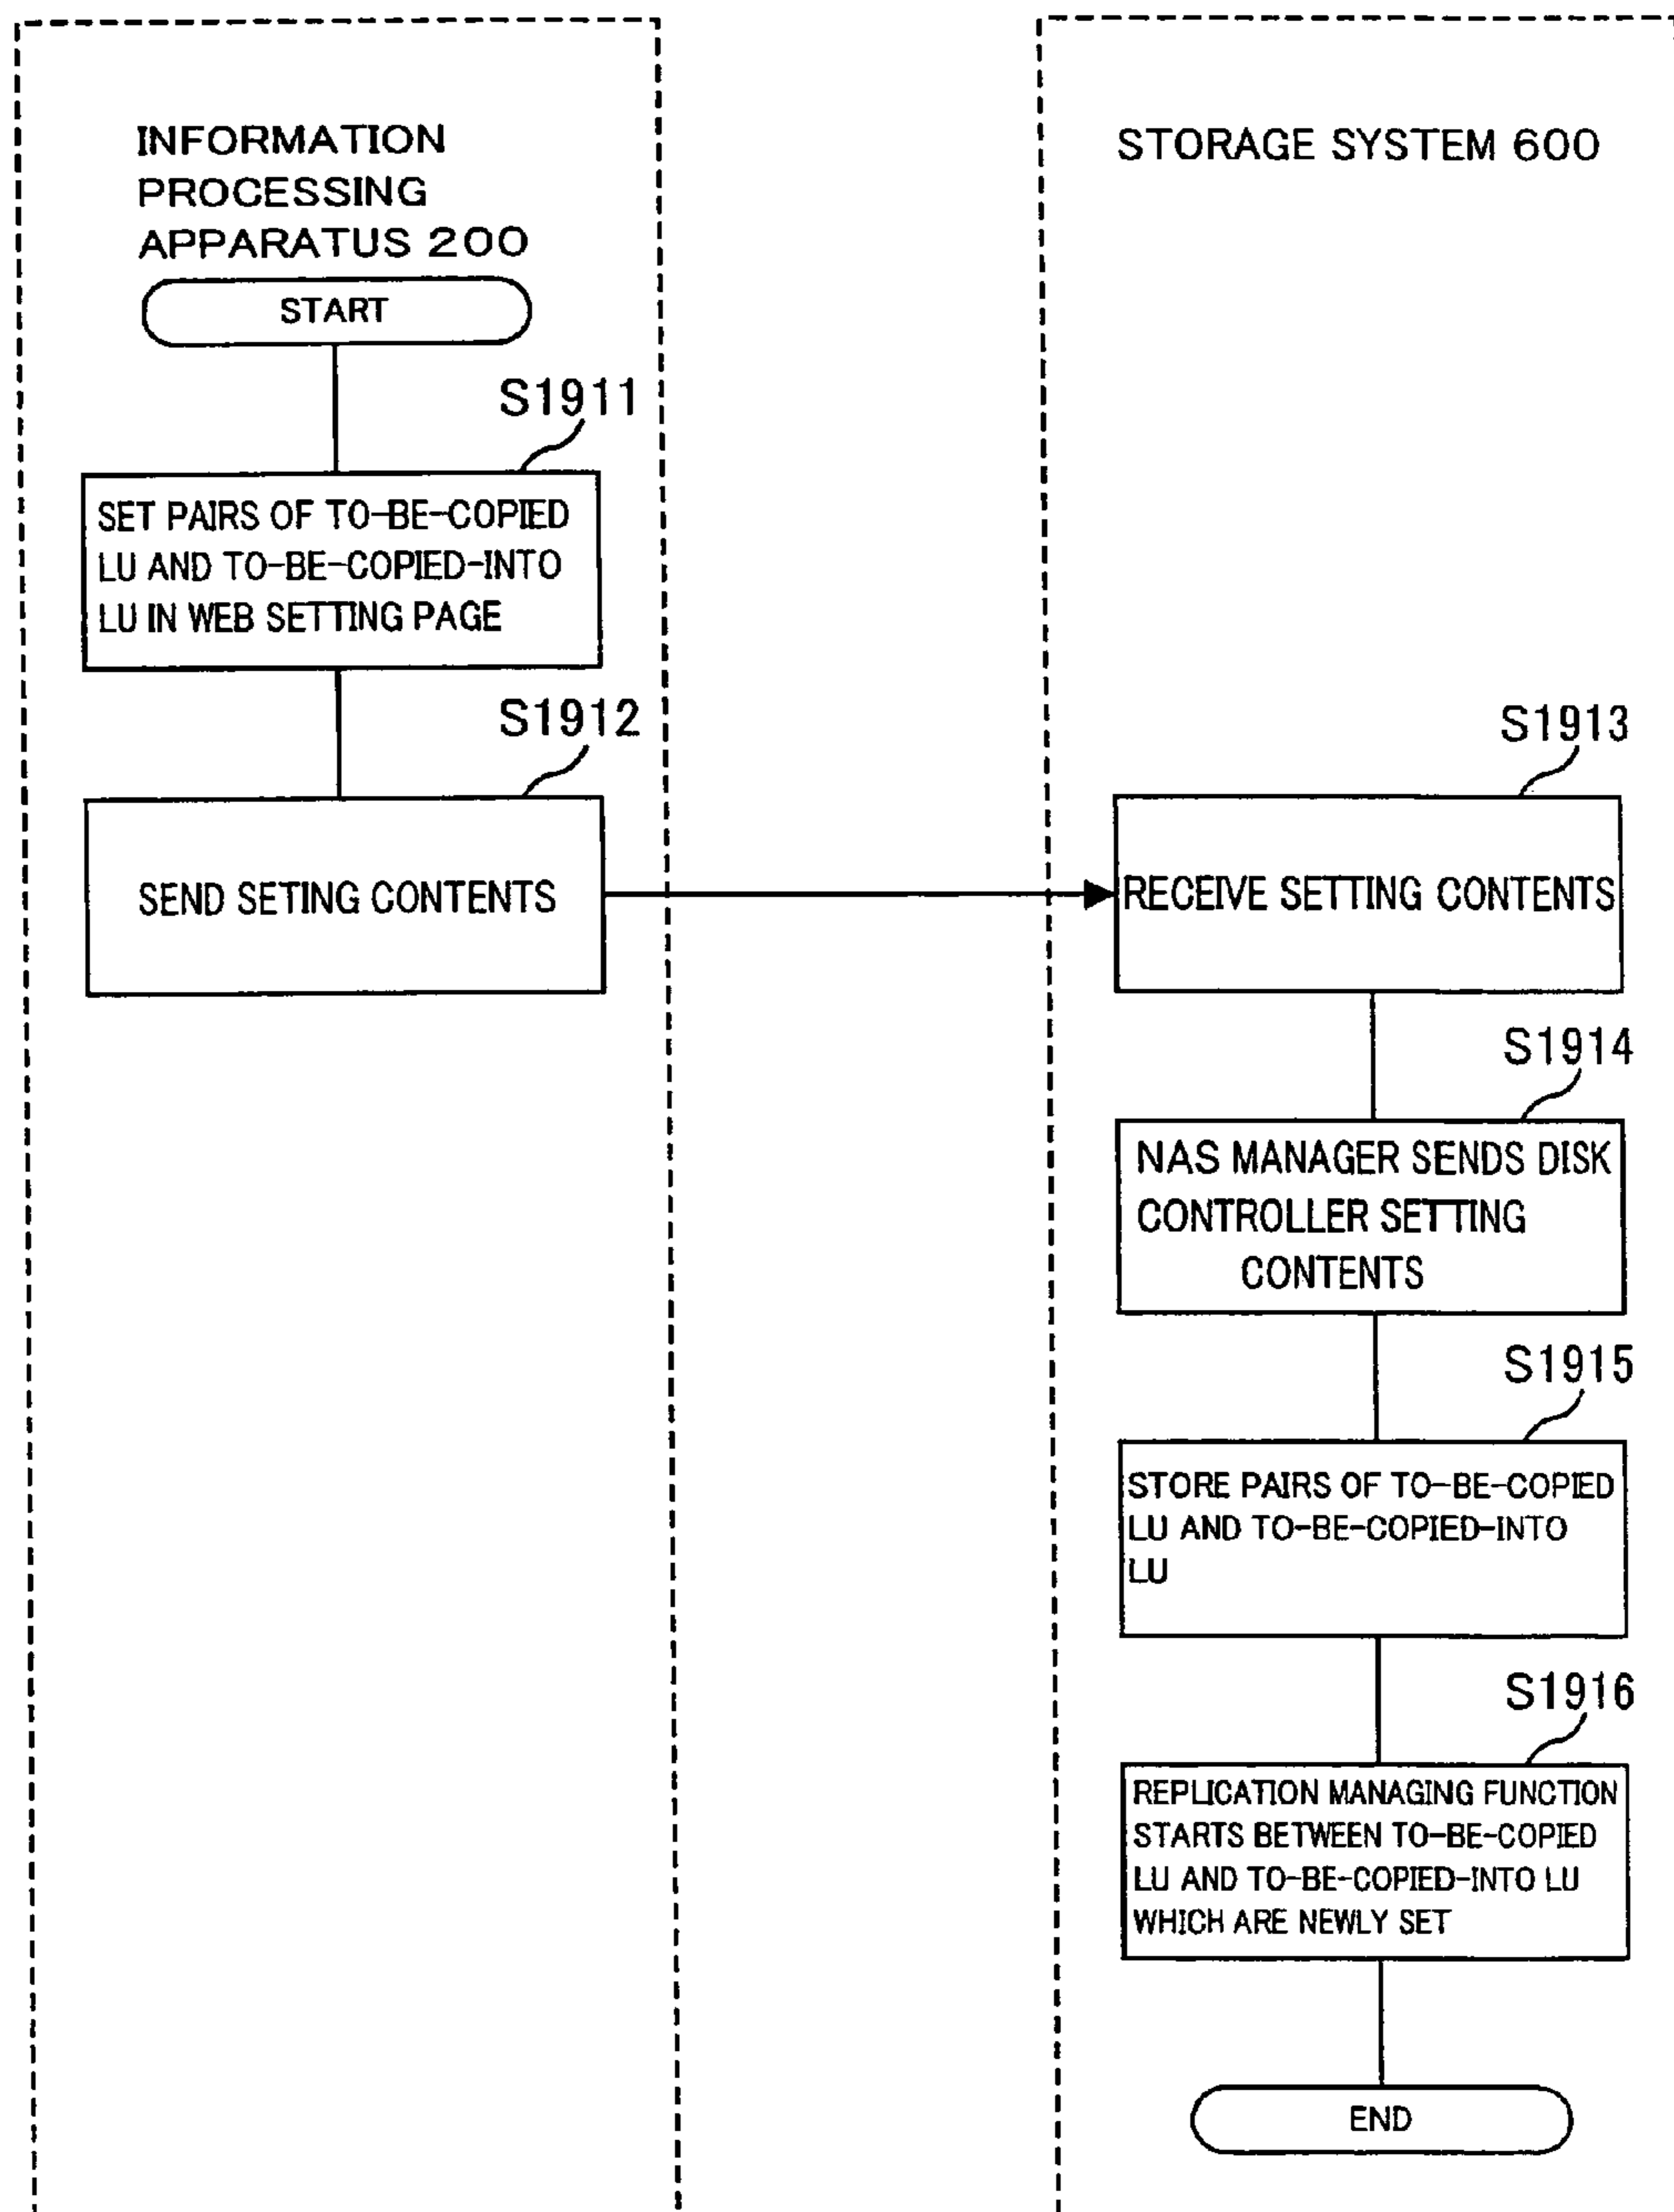 INFORMATION
PROCESSING
APPARATUS 200
START
S1911
SET PAIRS OF TO-BE-COPIED
LU AND TO-BE-COPIED-INTO
LU IN WEB SETTING PAGE
S1912
SEND SETING CONTENTS
STORAGE SYSTEM 600
S1913
RECEIVE SETTING CONTENTS
S1914
NAS MANAGER SENDS DISK
CONTROLLER SETTING
CONTENTS
S1915
STORE PAIRS OF TO-BE-COPIED
LU AND TO-BE-COPIED-INTO
LU
S1916
REPLICATION MANAGING FUNCTION
STARTS BETWEEN TO-BE-COPIED
LU AND TO-BE-COPIED-INTO LU
WHICH ARE NEWLY SET
END